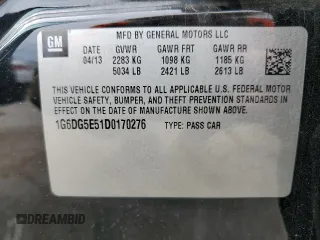 GM
MFD BY GENERAL MOTORS LLC
04/13 GVWR GAWR FRT GAWR RR
2283 KG 1098 KG 1185 KG
5034 LB 2421 LB 2613 LB
THIS VEHICLE CONFORMS TO ALL APPLICABLE U.S. FEDERAL MOTOR
VEHICLE SAFETY, BUMPER, AND THEFT PREVENTION STANDARDS
IN EFFECT ON THE DATE OF MANUFACTURE SHOWN ABOVE.
1G6DG5E51D0170276 TYPE: PASS CAR
DREAMBID